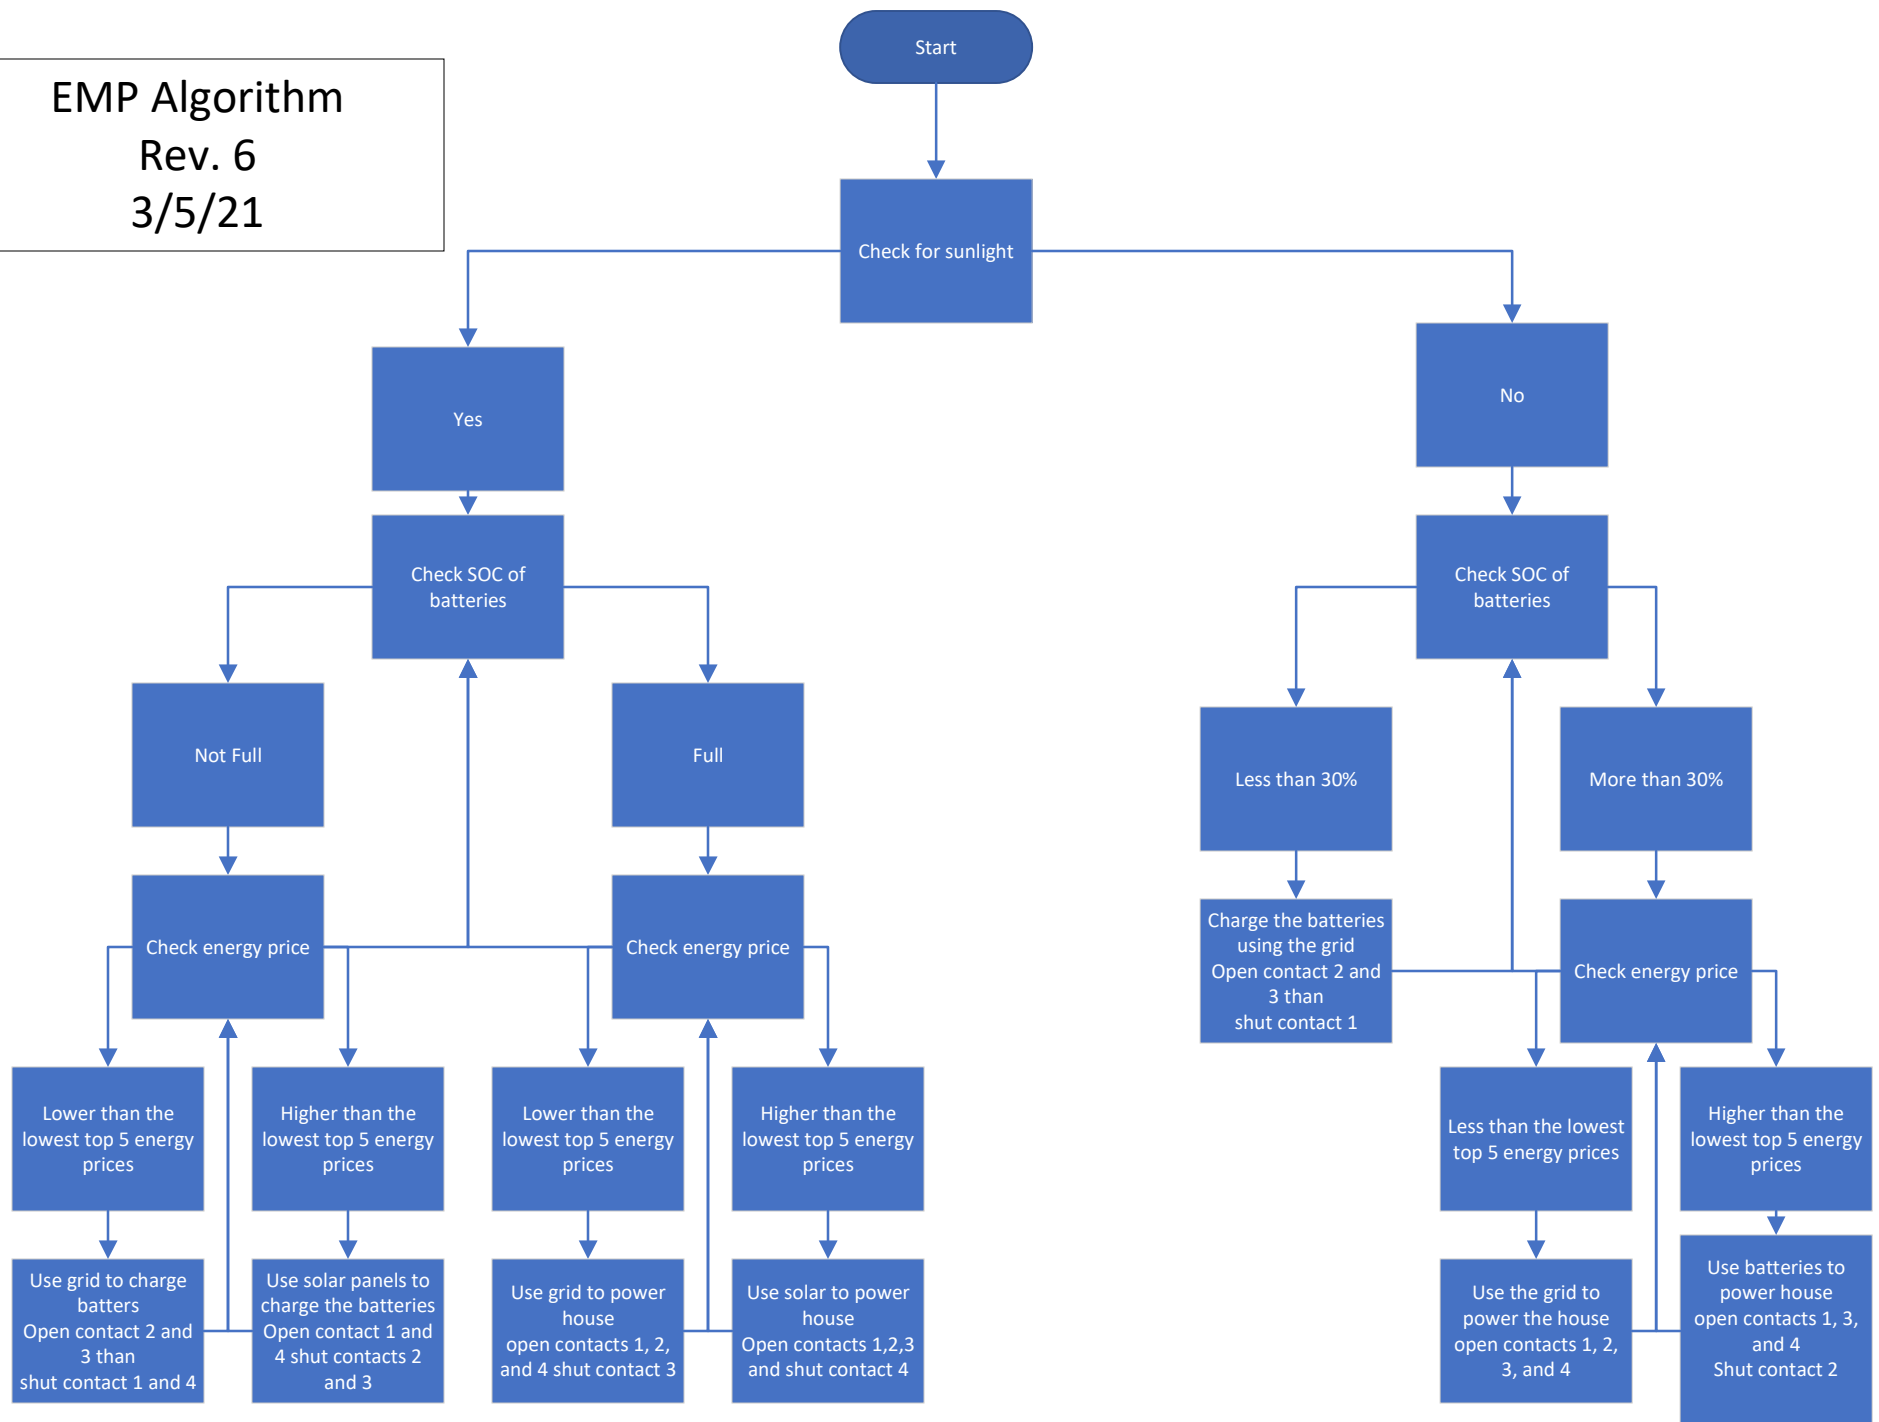 Start
EMP Algorithm
Rev. 6
3/5/21
Check for sunlight
Yes
No
Check SOC of
batteries
Check SOC of
batteries
Not Full
Full
Less than 30%
More than 30%
Check energy price
Check energy price
Charge the batteries
using the grid
Open contact 2 and
3 than
shut contact 1
Check energy price
Lower than the
lowest top 5 energy
prices
Higher than the
lowest top 5 energy
prices
Lower than the
lowest top 5 energy
prices
Higher than the
lowest top 5 energy
prices
Less than the lowest
top 5 energy prices
Higher than the
lowest top 5 energy
prices
Use grid to charge
batters
Open contact 2 and
3 than
shut contact 1 and 4
Use solar panels to
charge the batteries
Open contact 1 and
4 shut contacts 2
and 3
Use grid to power
house
open contacts 1, 2,
and 4 shut contact 3
Use solar to power
house
Open contacts 1,2,3
and shut contact 4
Use the grid to
power the house
open contacts 1, 2,
3, and 4
Use batteries to
power house
open contacts 1, 3,
and 4
Shut contact 2